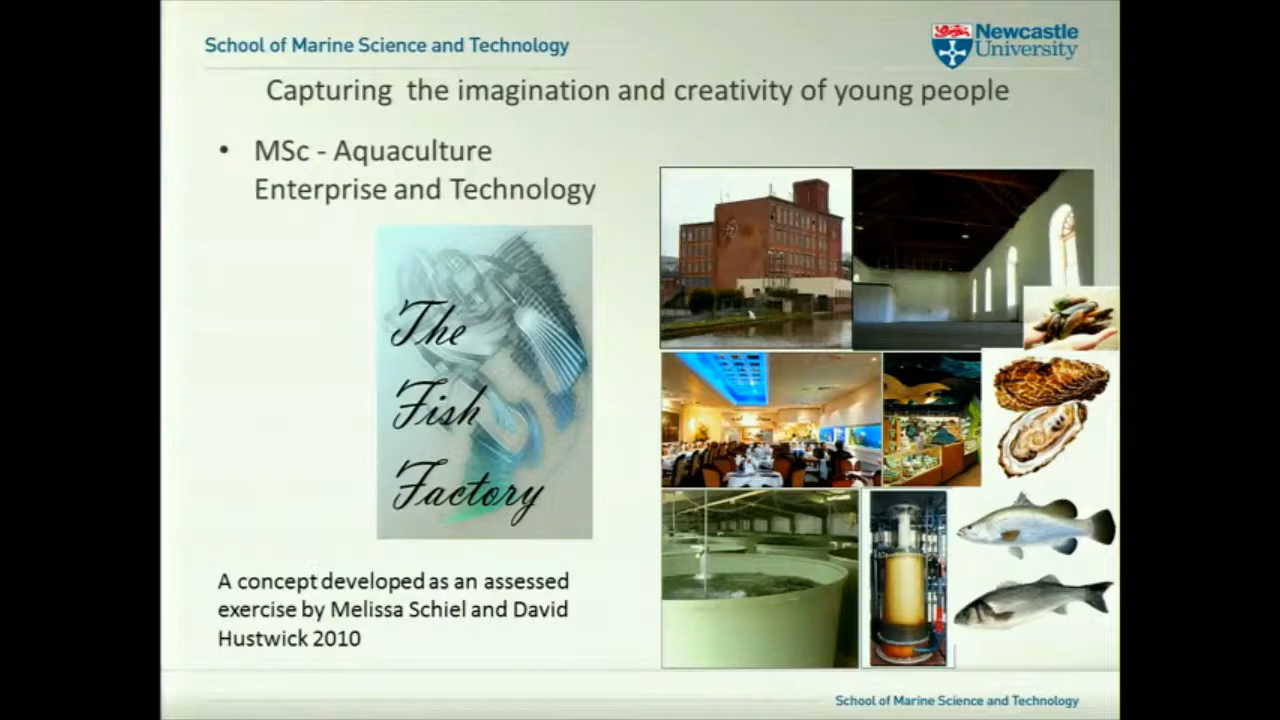 School of Marine Science and Technology
Newcastle
University
Capturing the imagination and creativity of young people
• MSc - Aquaculture
Enterprise and Technology
The
Fish
Factory
A concept developed as an assessed
exercise by Melissa Schiel and David
Hustwick 2010
School of Marine Science and Technology